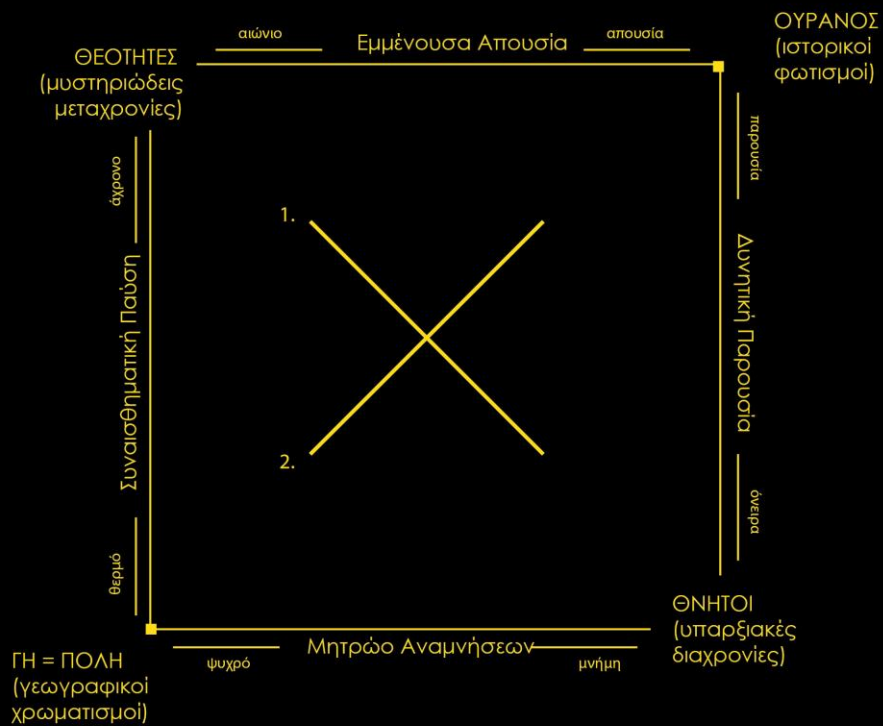 αιώνιο
Εμμένουσα Απουσία
απουσία
ΟΥΡΑΝΟΣ
(ιστορικοί
φωτισμοί)
ΘΕΟΤΗΤΕΣ
(μυστηριώδεις
μεταχρονίες)
άχρονο
παρουσία
1.
Συναισθηματική Παύση
Δυνητική Παρουσία
2.
θερμό
όνειρα
ΘΝΗΤΟΙ
(υπαρξιακές
διαχρονίες)
ΓΗ = ΠΟΛΗ
(γεωγραφικοί
χρωματισμοί)
ψυχρό
Μητρώο Αναμνήσεων
μνήμη